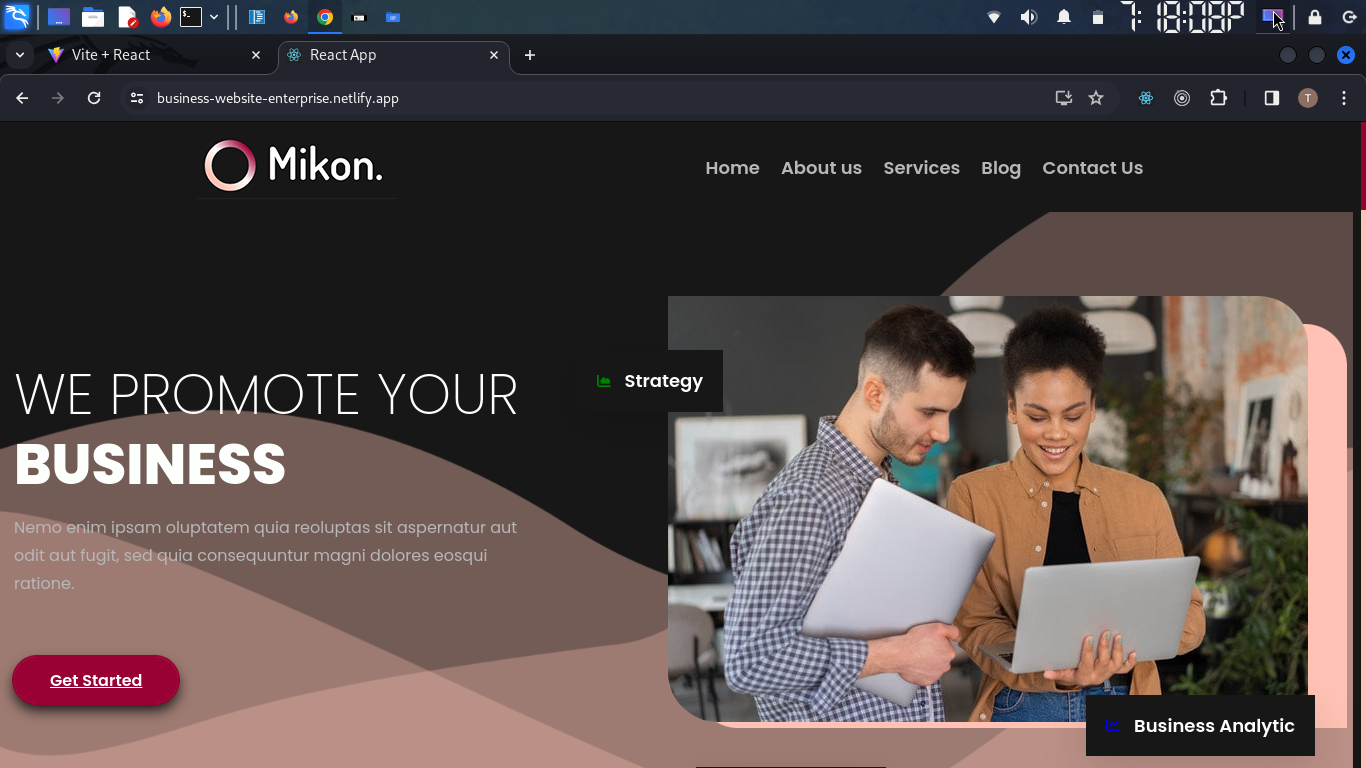 7:18:08P
Vite + React
React App
business-website-enterprise.netlify.app
T
Mikon.
Home About us Services Blog Contact Us
WE PROMOTE YOUR
BUSINESS
Nemo enim ipsam oluptatem quia reoluptas sit aspernatur aut
odit aut fugit, sed quia consequuntur magni dolores eosqui
ratione.
Get Started
Strategy
Business Analytic